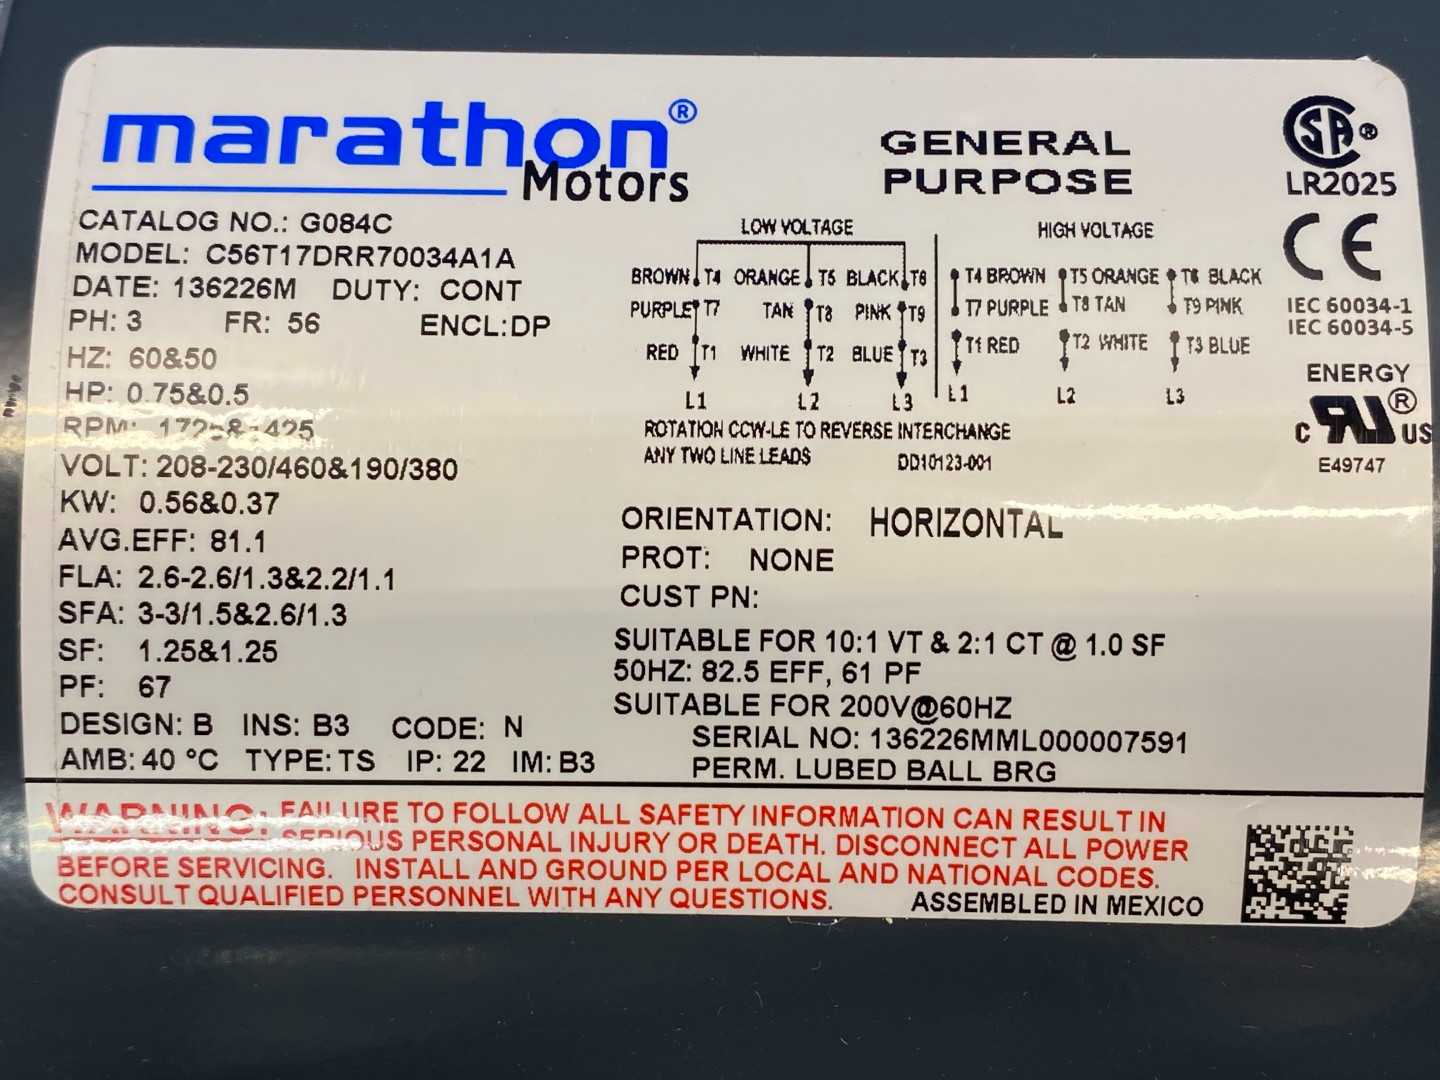 marathon®
Motors
GENERAL
PURPOSE
CSA®
LR2025
CE
IEC 60034-1
IEC 60034-5
ENERGY
C RU® US
E49747
CATALOG NO.: G084C
MODEL: C56T17DRR70034A1A
DATE: 136226M DUTY: CONT
PH: 3 FR: 56 ENCL:DP
HZ: 60&50
HP: 0.75&0.5
RPM:
VOLT: 208-230/460&190/380
KW: 0.56&0.37
AVG.EFF: 81.1
FLA: 2.6-2.6/1.3&2.2/1.1
SFA: 3-3/1.5&2.6/1.3
SF: 1.25&1.25
PF: 67
DESIGN: B INS: B3 CODE: N
AMB: 40 °C TYPE: TS IP: 22 IM: B3
LOW VOLTAGE
BROWN T4 ORANGE T5 BLACK T6
PURPLE T7 TAN T8 PINK T9
RED T1 WHITE T2 BLUE T3
L1 L2 L3
HIGH VOLTAGE
T4 BROWN T5 ORANGE T6 BLACK
T7 PURPLE T8 TAN T9 PINK
T1 RED T2 WHITE T3 BLUE
L1 L2 L3
ROTATION CCW-LE TO REVERSE INTERCHANGE
ANY TWO LINE LEADS DD10123-001
ORIENTATION: HORIZONTAL
PROT: NONE
CUST PN:
SUITABLE FOR 10:1 VT & 2:1 CT @ 1.0 SF
50HZ: 82.5 EFF, 61 PF
SUITABLE FOR 200V@60HZ
SERIAL NO: 136226MML000007591
PERM. LUBED BALL BRG
WARNING: FAILURE TO FOLLOW ALL SAFETY INFORMATION CAN RESULT IN
SERIOUS PERSONAL INJURY OR DEATH. DISCONNECT ALL POWER
BEFORE SERVICING. INSTALL AND GROUND PER LOCAL AND NATIONAL CODES.
CONSULT QUALIFIED PERSONNEL WITH ANY QUESTIONS.
ASSEMBLED IN MEXICO